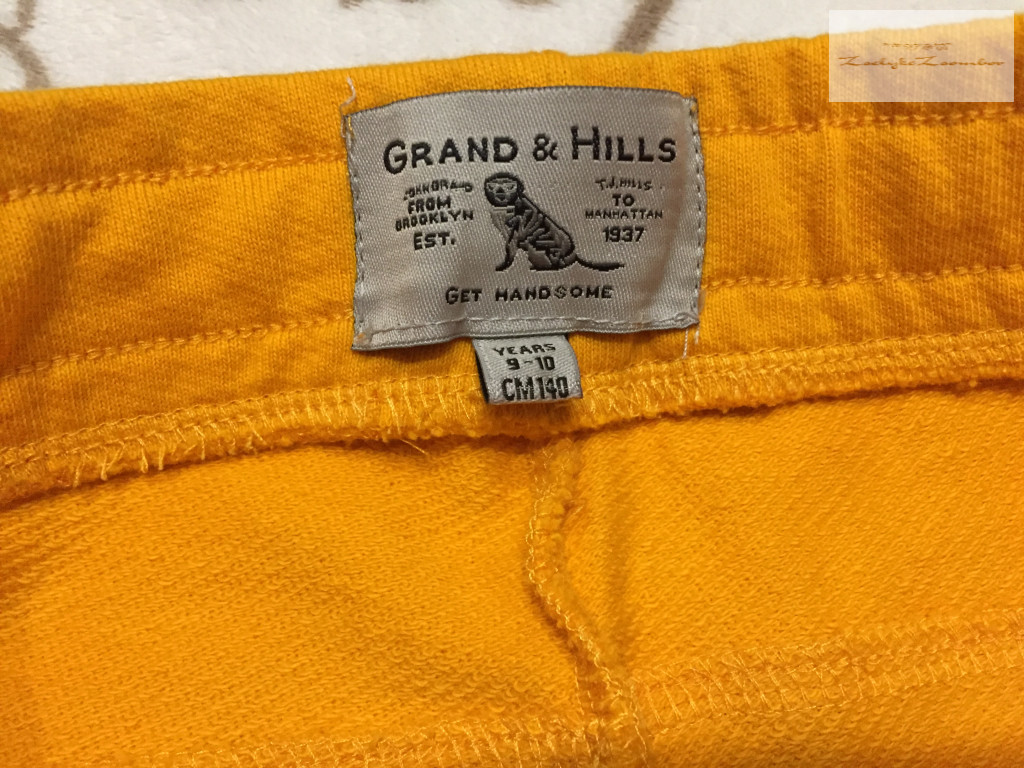 GRAND & HILLS
JOHN GRAND
FROM
BROOKLYN
EST.
T.J. HILLS
TO
MANHATTAN
1937
GET HANDSOME
YEARS
9-10
CM140